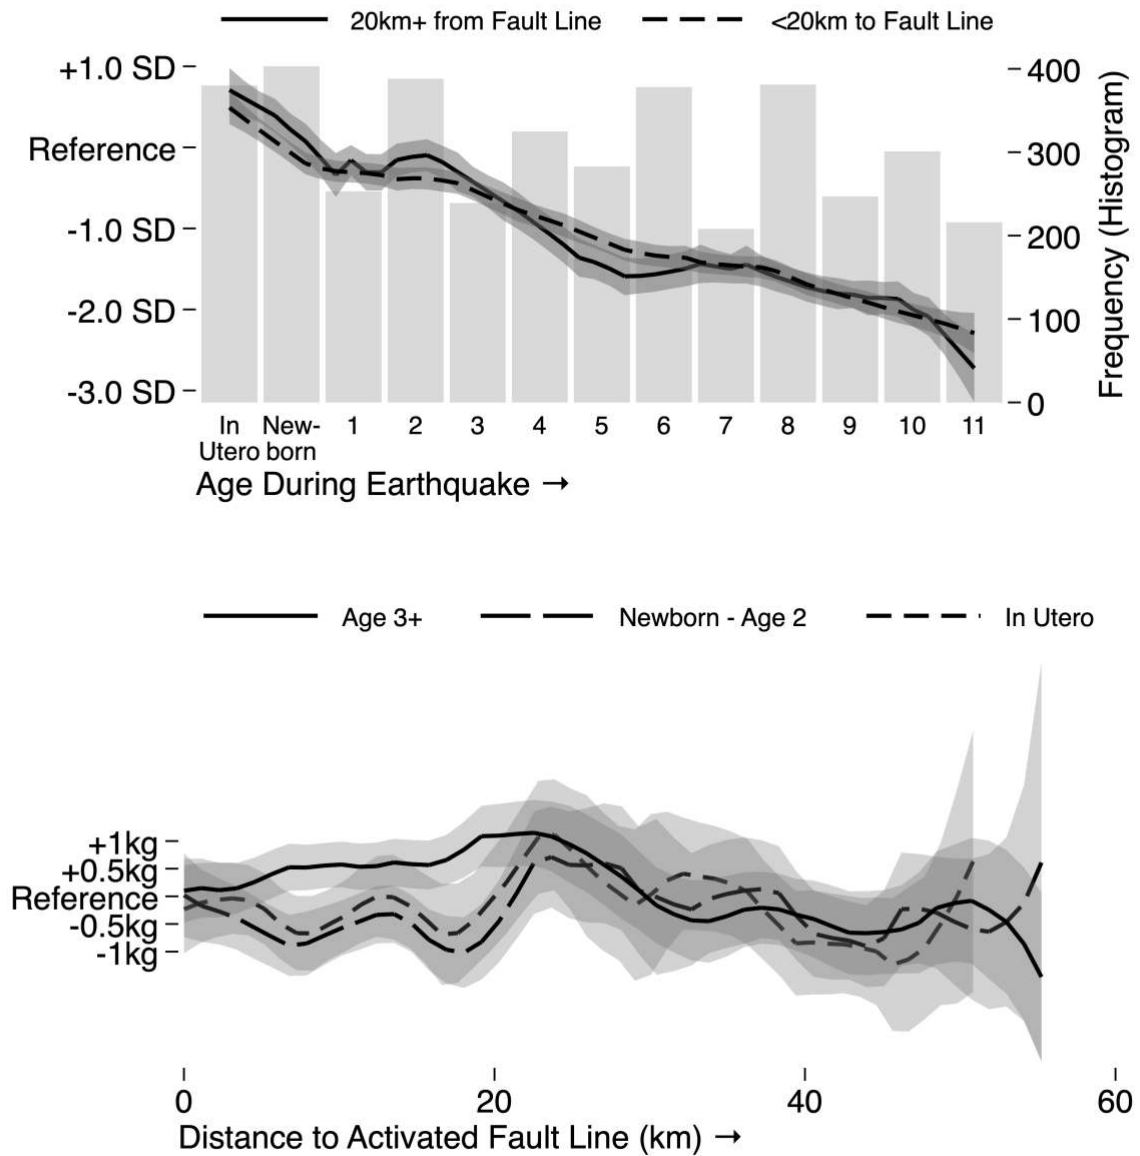 20km+ from Fault Line <20km to Fault Line
+1.0 SD
Reference
-1.0 SD
-2.0 SD
-3.0 SD
400
300
200
100
0
Frequency (Histogram)
In New- 1 2 3 4 5 6 7 8 9 10 11
Utero born
Age During Earthquake →
Age 3+ Newborn - Age 2 In Utero
+1kg
+0.5kg
Reference
-0.5kg
-1kg
0 20 40 60
Distance to Activated Fault Line (km) →